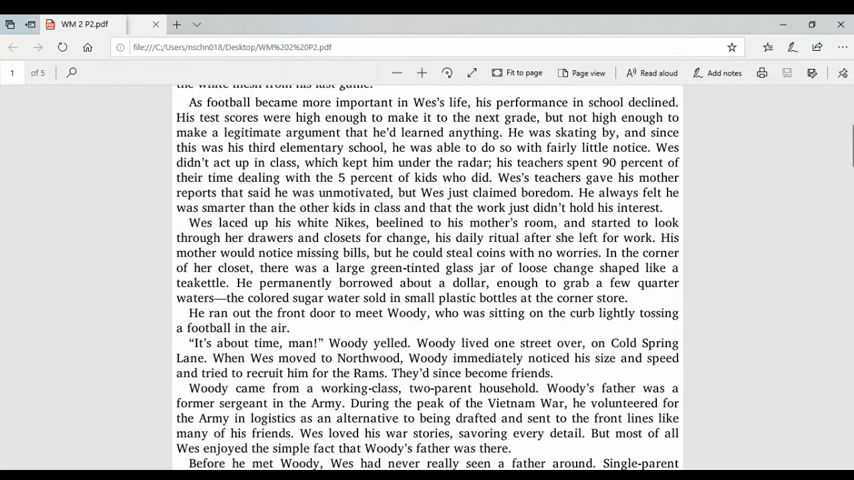 WM 2 P2.pdf
file:///C:/Users/nschn018/Desktop/WM%202%20P2.pdf
1 of 5 Fit to page Page view Read aloud Add notes
the white mesh from his last game.
As football became more important in Wes’s life, his performance in school declined.
His test scores were high enough to make it to the next grade, but not high enough to
make a legitimate argument that he’d learned anything. He was skating by, and since
this was his third elementary school, he was able to do so with fairly little notice. Wes
didn’t act up in class, which kept him under the radar; his teachers spent 90 percent of
their time dealing with the 5 percent of kids who did. Wes’s teachers gave his mother
reports that said he was unmotivated, but Wes just claimed boredom. He always felt he
was smarter than the other kids in class and that the work just didn’t hold his interest.
Wes laced up his white Nikes, beelined to his mother’s room, and started to look
through her drawers and closets for change, his daily ritual after she left for work. His
mother would notice missing bills, but he could steal coins with no worries. In the corner
of her closet, there was a large green-tinted glass jar of loose change shaped like a
teakettle. He permanently borrowed about a dollar, enough to grab a few quarter
waters—the colored sugar water sold in small plastic bottles at the corner store.
He ran out the front door to meet Woody, who was sitting on the curb lightly tossing
a football in the air.
“It’s about time, man!” Woody yelled. Woody lived one street over, on Cold Spring
Lane. When Wes moved to Northwood, Woody immediately noticed his size and speed
and tried to recruit him for the Rams. They’d since become friends.
Woody came from a working-class, two-parent household. Woody’s father was a
former sergeant in the Army. During the peak of the Vietnam War, he volunteered for
the Army in logistics as an alternative to being drafted and sent to the front lines like
many of his friends. Wes loved his war stories, savoring every detail. But most of all
Wes enjoyed the simple fact that Woody’s father was there.
Before he met Woody, Wes had never really seen a father around. Single-parent